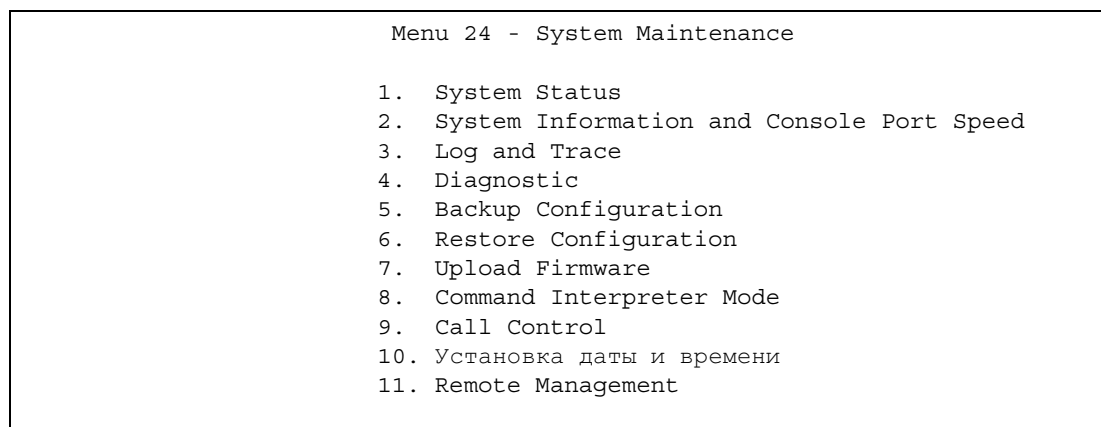 Menu 24 - System Maintenance
1. System Status
2. System Information and Console Port Speed
3. Log and Trace
4. Diagnostic
5. Backup Configuration
6. Restore Configuration
7. Upload Firmware
8. Command Interpreter Mode
9. Call Control
10. Установка даты и времени
11. Remote Management